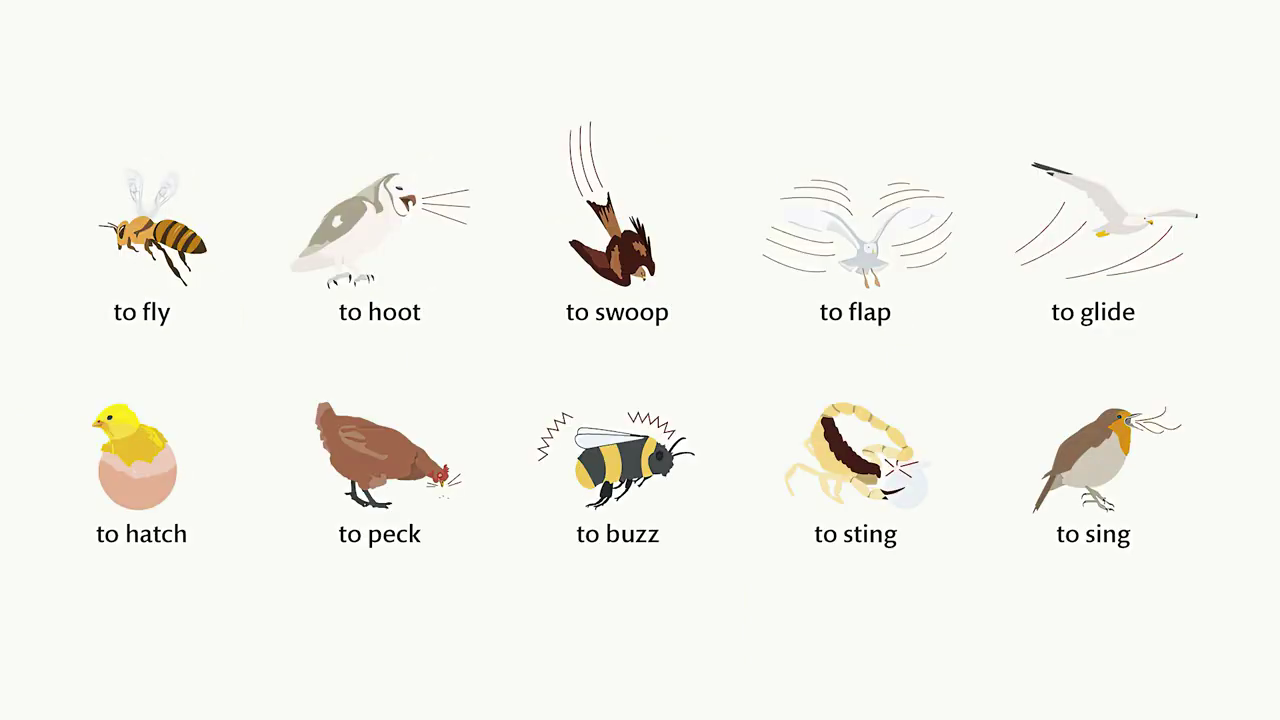 to fly
to hoot
to swoop
to flap
to glide
to hatch
to peck
to buzz
to sting
to sing